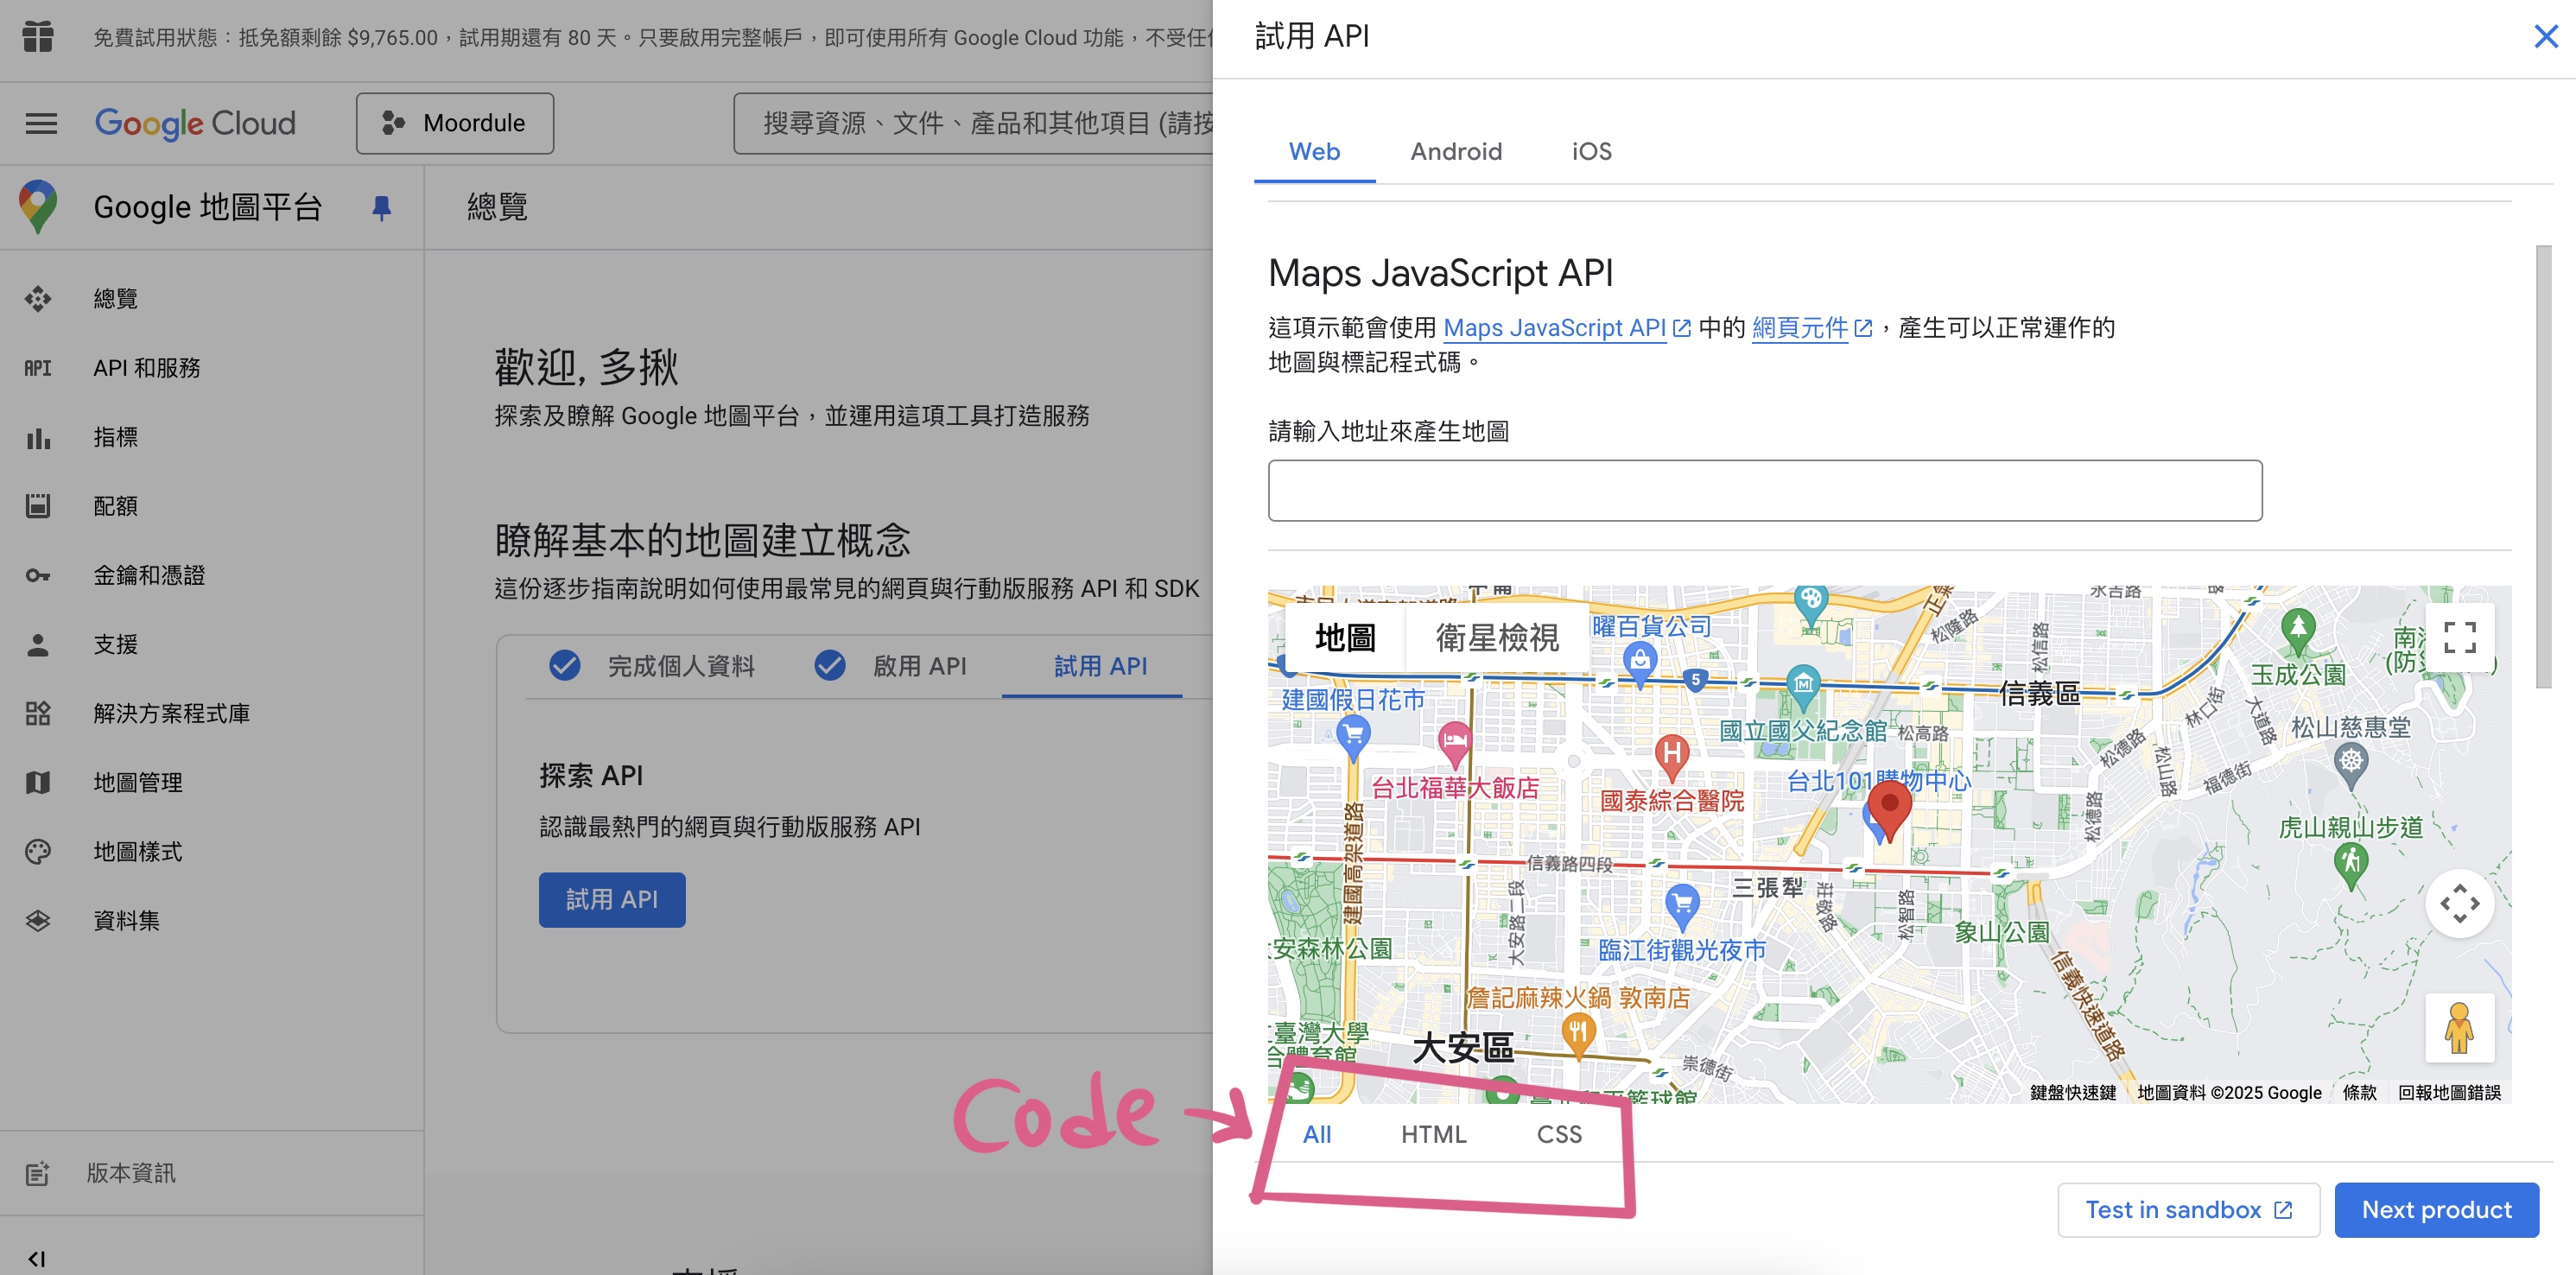 免費試用狀態：抵免額剩餘 $9,765.00，試用期還有 80 天。只要啟用完整帳戶，即可使用所有 Google Cloud 功能，不受任
Google Cloud
Moordule
搜尋資源、文件、產品和其他項目 (請按
Google 地圖平台
總覽
總覽
API 和服務
指標
配額
金鑰和憑證
支援
解決方案程式庫
地圖管理
地圖樣式
資料集
版本資訊
歡迎, 多揪
探索及瞭解 Google 地圖平台，並運用這項工具打造服務
瞭解基本的地圖建立概念
這份逐步指南說明如何使用最常見的網頁與行動版服務 API 和 SDK
完成個人資料
啟用 API
試用 API
探索 API
認識最熱門的網頁與行動版服務 API
試用 API
Code
試用 API
Web
Android
iOS
Maps JavaScript API
這項示範會使用 Maps JavaScript API 中的 網頁元件，產生可以正常運作的
地圖與標記程式碼。
請輸入地址來產生地圖
地圖
衛星檢視
曜百貨公司
永吉路
松隆路
松信路
5
信義區
玉成公園
建國假日花市
國立國父紀念館
松高路
林口街
大道路
松山慈惠堂
台北福華大飯店
國泰綜合醫院
台北101購物中心
松德路
松山路
福德街
松德路
虎山親山步道
建國高架道路
信義路四段
三張犁
莊敬路
松智路
大安路二段
象山公園
安森林公園
臨江街觀光夜市
信義快速道路
詹記麻辣火鍋 敦南店
臺灣大學
大安區
崇德街
鍵盤快速鍵
地圖資料 ©2025 Google
條款
回報地圖錯誤
All
HTML
CSS
Test in sandbox
Next product